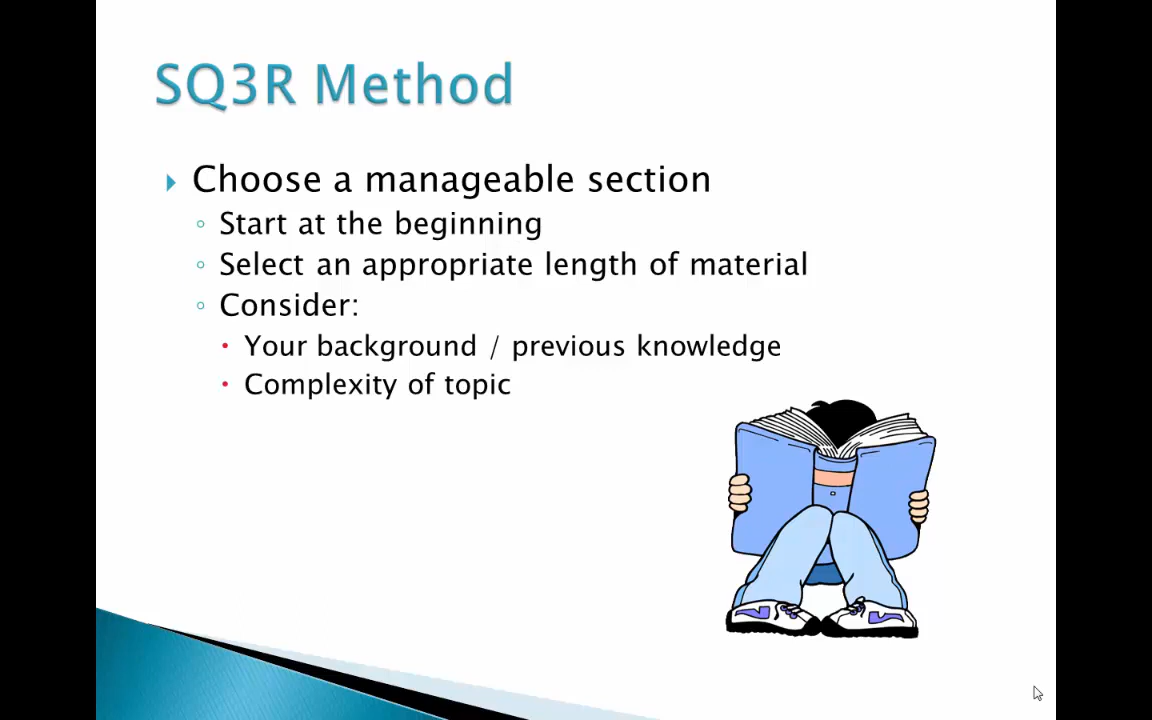 SQ3R Method
Choose a manageable section
Start at the beginning
Select an appropriate length of material
Consider:
Your background / previous knowledge
Complexity of topic